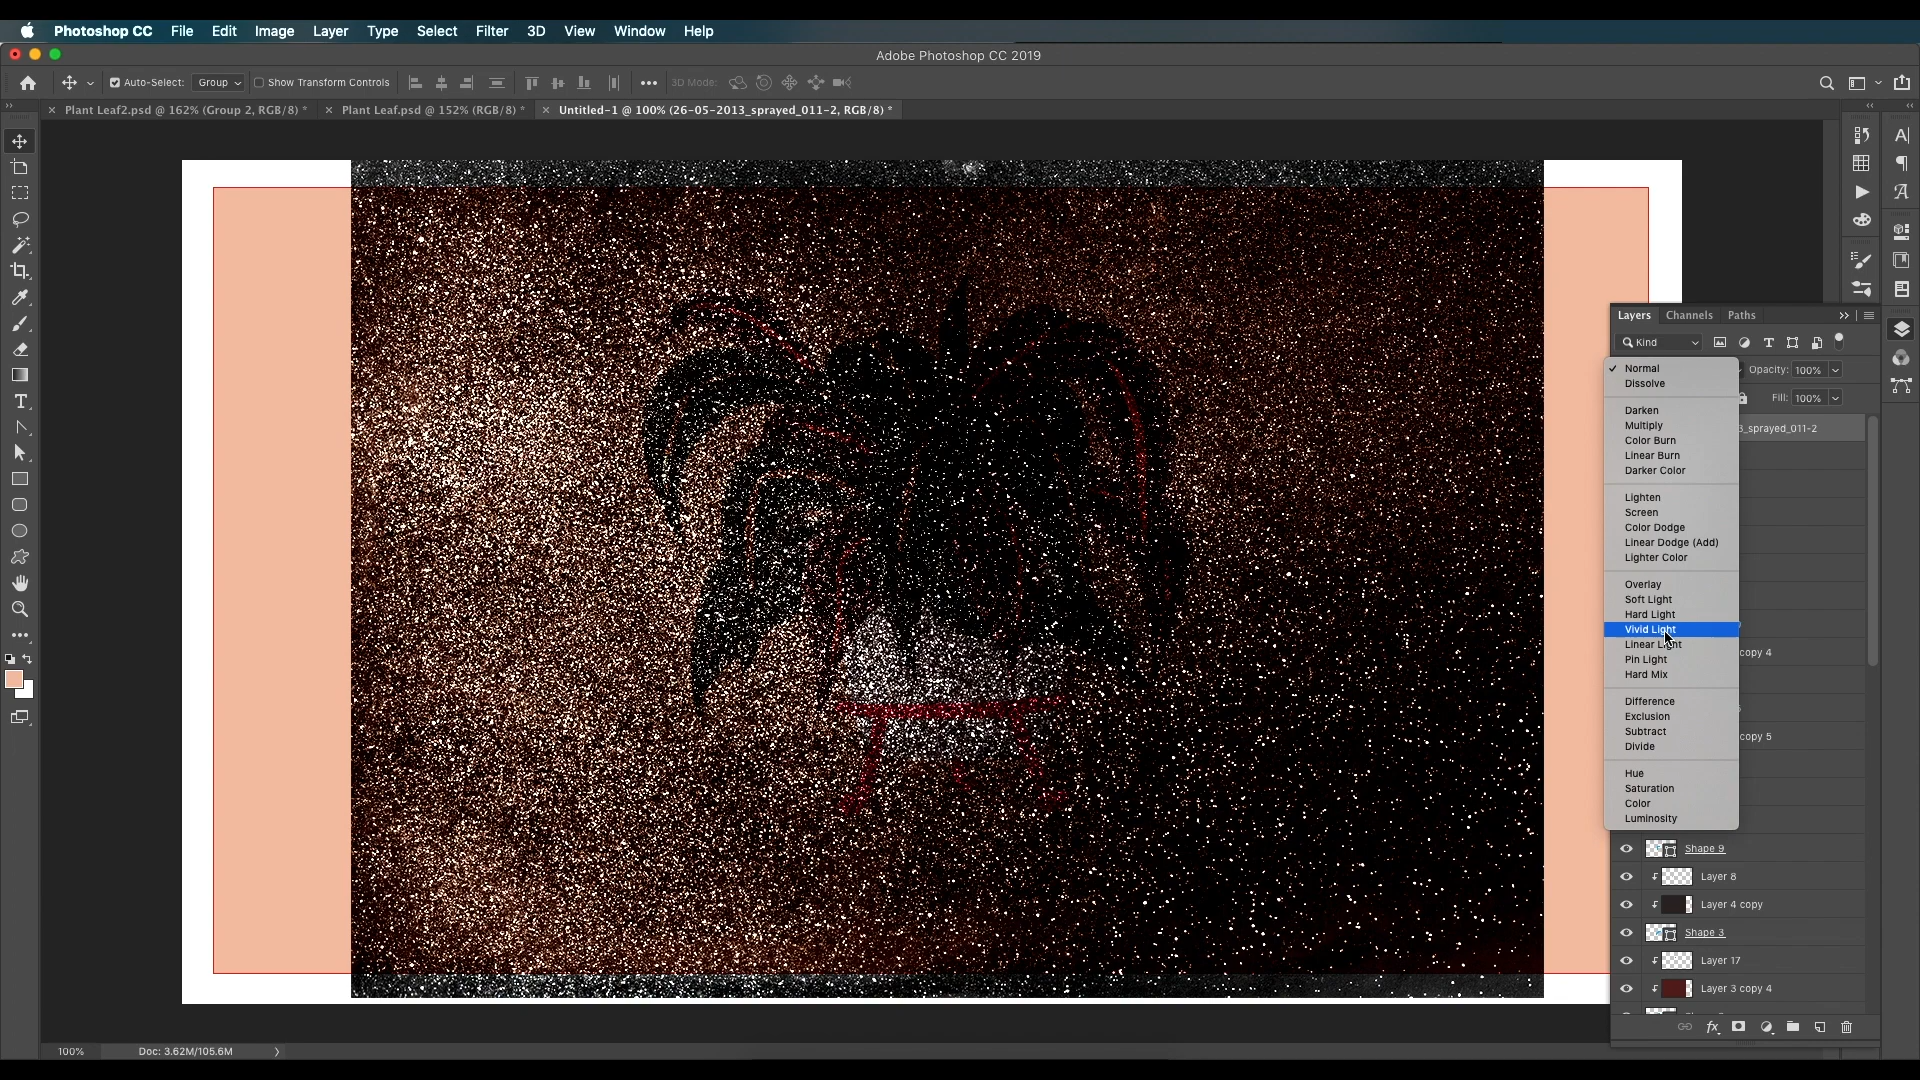 Photoshop CC File Edit Image Layer Type Select Filter 3D View Window Help
Adobe Photoshop CC 2019
Auto-Select: Group Show Transform Controls 3D Mode:
Plant Leaf2.psd @ 162% (Group 2, RGB/8) * Plant Leaf.psd @ 152% (RGB/8) * Untitled-1 @ 100% (26-05-2013_sprayed_011-2, RGB/8) *
Layers Channels Paths
Kind
Normal
Opacity: 100%
Dissolve
Fill: 100%
Darken
Multiply
3_sprayed_011-2
Color Burn
Linear Burn
Darker Color
Lighten
Screen
Color Dodge
Linear Dodge (Add)
Lighter Color
Overlay
Soft Light
Hard Light
Vivid Light
Linear Light
copy 4
Pin Light
Hard Mix
Difference
Exclusion
Subtract
copy 5
Divide
Hue
Saturation
Color
Luminosity
Shape 9
Layer 8
Layer 4 copy
Shape 3
Layer 17
Layer 3 copy 4
fx
100% Doc: 3.62M/105.6M